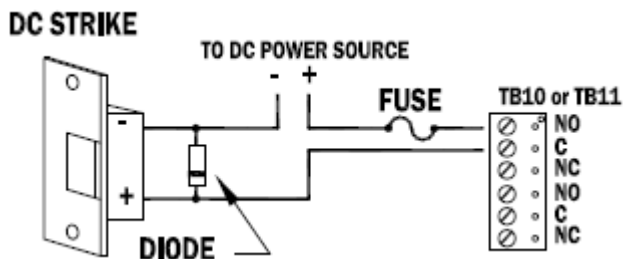 DC STRIKE
TO DC POWER SOURCE
- +
FUSE
TB10 or TB11
-
+
NO
C
NC
NO
C
NC
DIODE